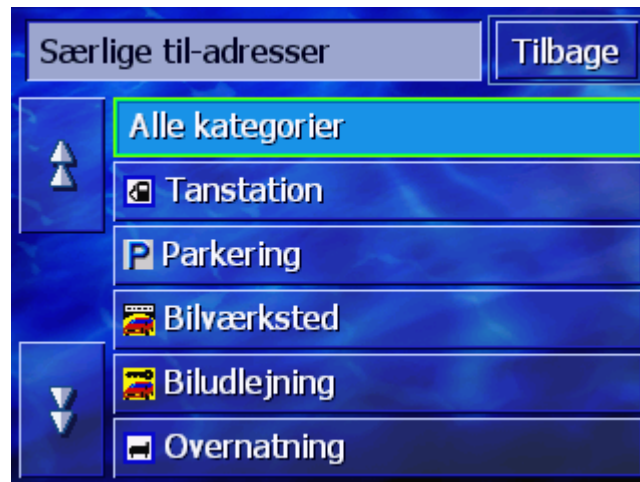 Særlige til-adresser
Tilbage
Alle kategorier
Tanstation
P Parkering
Bilværksted
Biludlejning
Overnatning